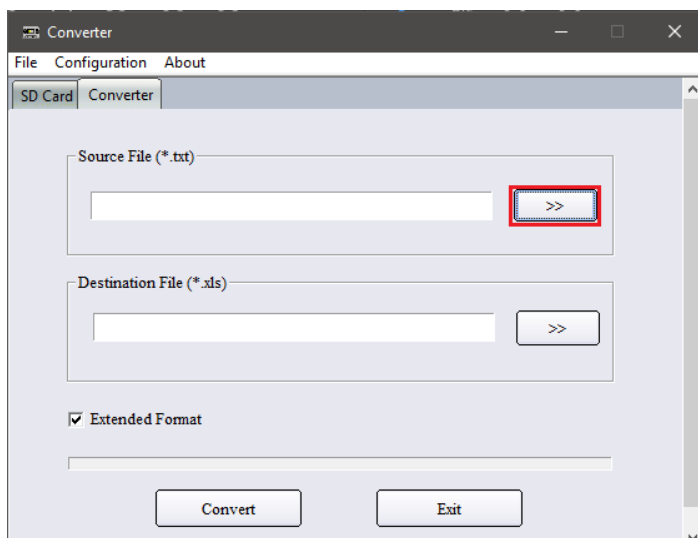 Converter
File Configuration About
SD Card Converter
Source File (*.txt)
>>
Destination File (*.xls)
>>
Extended Format
Convert Exit